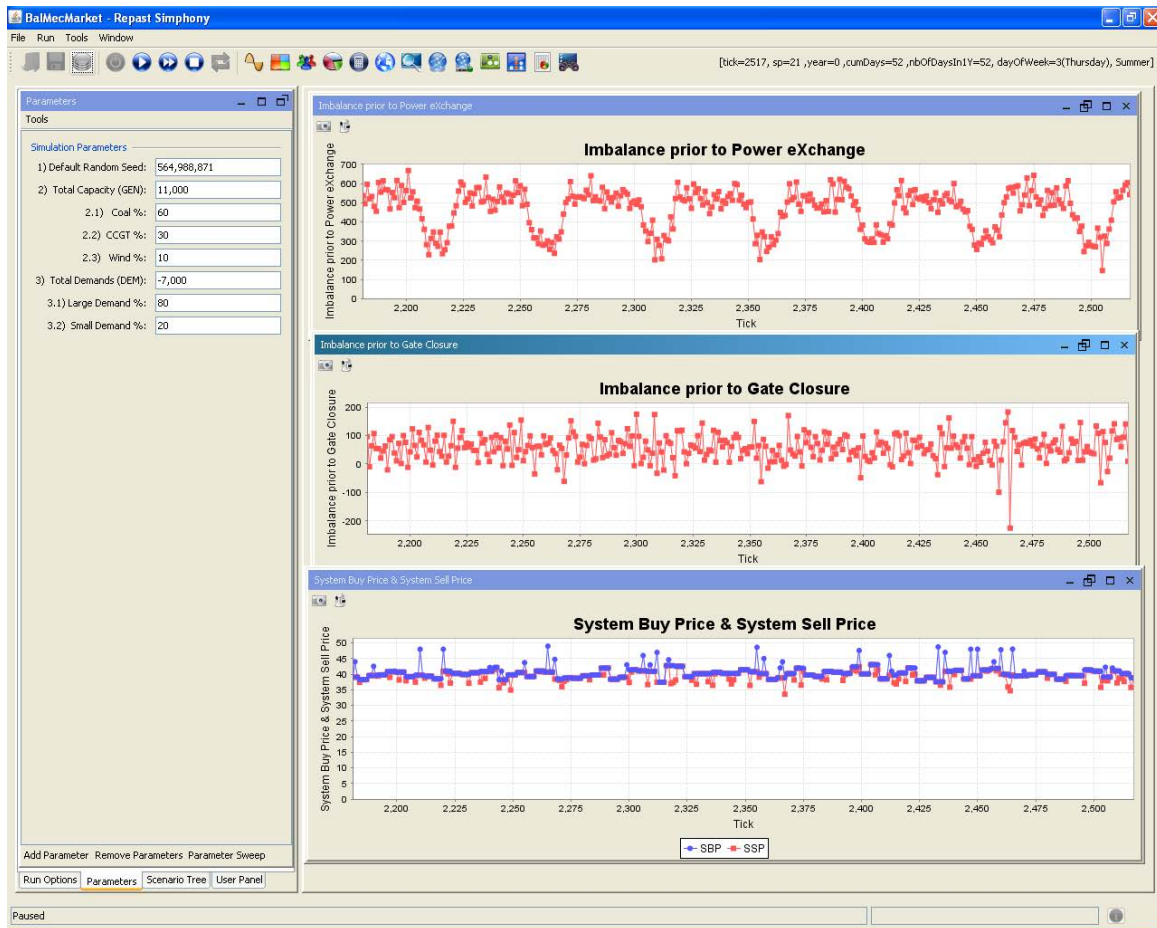 BalMecMarket - Repast Simphony
File Run Tools Window
[tick=2517, sp=21 ,year=0 ,cumDays=52 ,nbOfDaysIn1Y=52, dayOfWeek=3(Thursday), Summer]
Parameters
Tools
Simulation Parameters
1) Default Random Seed: 564,988,871
2) Total Capacity (GEN): 11,000
2.1) Coal %: 60
2.2) CCGT %: 30
2.3) Wind %: 10
3) Total Demands (DEM): -7,000
3.1) Large Demand %: 80
3.2) Small Demand %: 20
Add Parameter Remove Parameters Parameter Sweep
Run Options Parameters Scenario Tree User Panel
Paused
Imbalance prior to Power eXchange
Imbalance prior to Power eXchange
Imbalance prior to Power eXchange
700
600
500
400
300
200
100
0
2,200 2,225 2,250 2,275 2,300 2,325 2,350 2,375 2,400 2,425 2,450 2,475 2,500
Tick
Imbalance prior to Gate Closure
Imbalance prior to Gate Closure
Imbalance prior to Gate Closure
200
100
0
-100
-200
2,200 2,225 2,250 2,275 2,300 2,325 2,350 2,375 2,400 2,425 2,450 2,475 2,500
Tick
System Buy Price & System Sell Price
System Buy Price & System Sell Price
System Buy Price & System Sell Price
50
45
40
35
30
25
20
15
10
5
0
2,200 2,225 2,250 2,275 2,300 2,325 2,350 2,375 2,400 2,425 2,450 2,475 2,500
Tick
SBP SSP